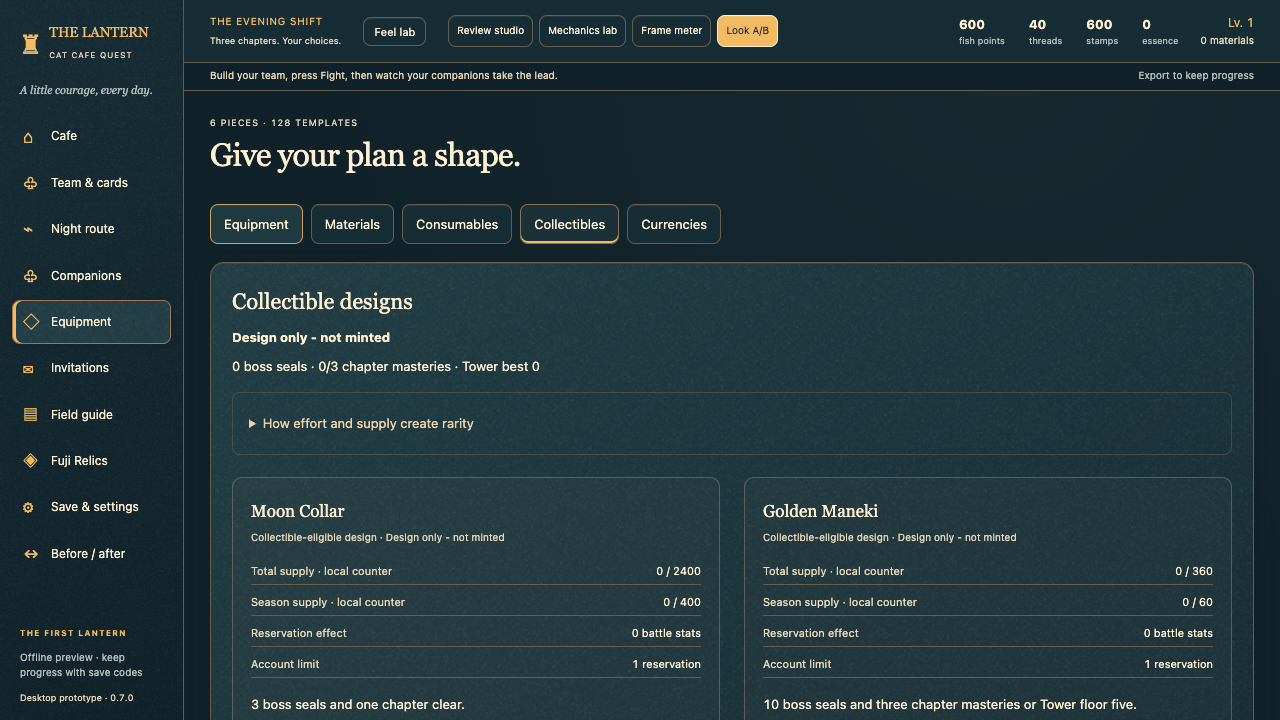 THE LANTERN
CAT CAFE QUEST
A little courage, every day.
Cafe
Team & cards
Night route
Companions
Equipment
Invitations
Field guide
Fuji Relics
Save & settings
Before / after
THE FIRST LANTERN
Offline preview · keep
progress with save codes
Desktop prototype · 0.7.0
THE EVENING SHIFT
Three chapters. Your choices.
Feel lab
Review studio
Mechanics lab
Frame meter
Look A/B
600
fish points
40
threads
600
stamps
0
essence
Lv. 1
0 materials
Build your team, press Fight, then watch your companions take the lead.
Export to keep progress
6 PIECES · 128 TEMPLATES
Give your plan a shape.
Equipment
Materials
Consumables
Collectibles
Currencies
Collectible designs
Design only - not minted
0 boss seals · 0/3 chapter masteries · Tower best 0
How effort and supply create rarity
Moon Collar
Collectible-eligible design · Design only - not minted
Total supply · local counter 0 / 2400
Season supply · local counter 0 / 400
Reservation effect 0 battle stats
Account limit 1 reservation
3 boss seals and one chapter clear.
Golden Maneki
Collectible-eligible design · Design only - not minted
Total supply · local counter 0 / 360
Season supply · local counter 0 / 60
Reservation effect 0 battle stats
Account limit 1 reservation
10 boss seals and three chapter masteries or Tower floor five.